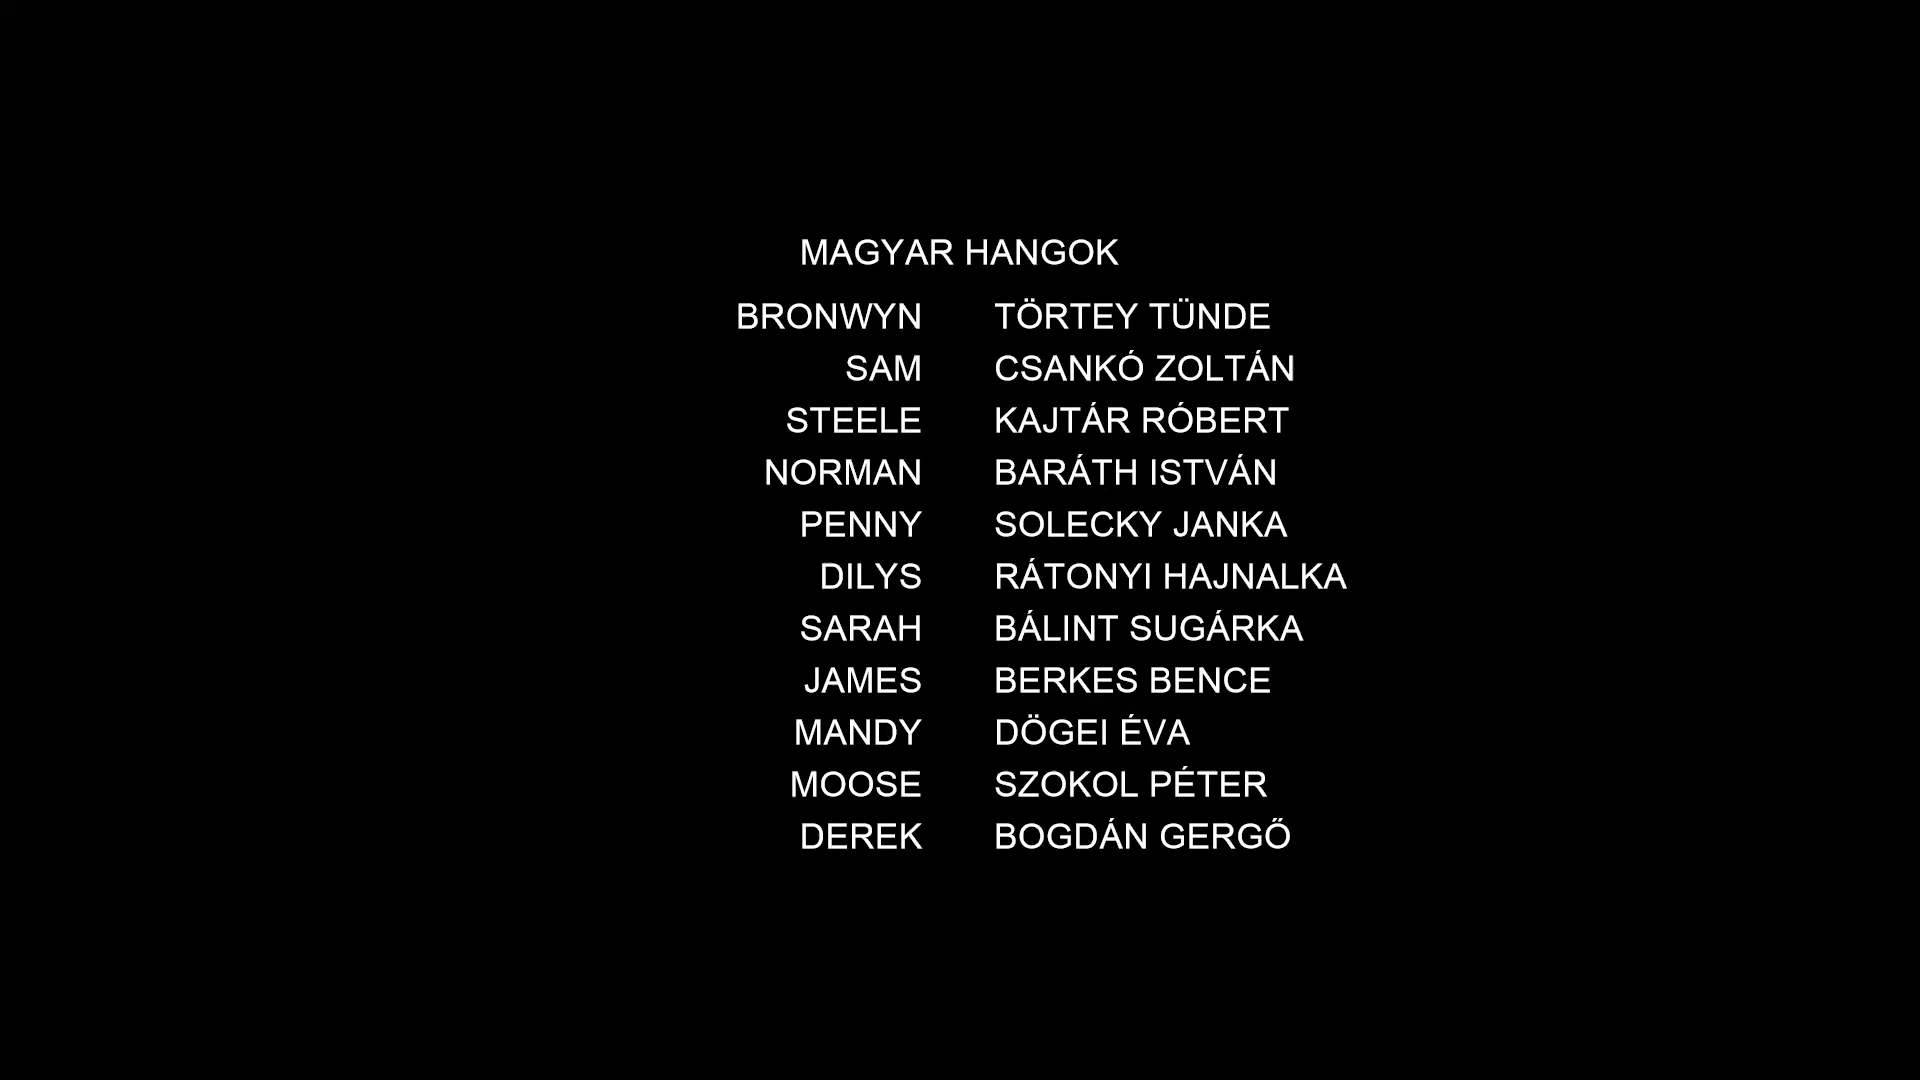 MAGYAR HANGOK
BRONWYN TÖRTEY TÜNDE
SAM CSANKÓ ZOLTÁN
STEELE KAJTÁR RÓBERT
NORMAN BARÁTH ISTVÁN
PENNY SOLECKY JANKA
DILYS RÁTONYI HAJNALKA
SARAH BÁLINT SUGÁRKA
JAMES BERKES BENCE
MANDY DÖGEI ÉVA
MOOSE SZOKOL PÉTER
DEREK BOGDÁN GERGŐ